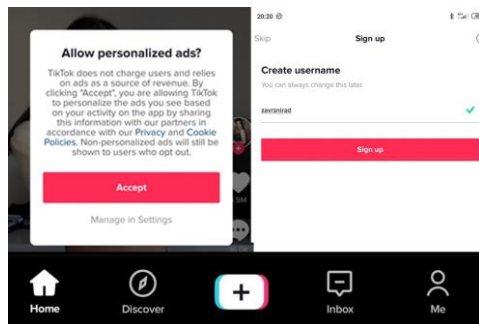 Allow personalized ads?
TikTok does not charge users and relies
on ads as a source of revenue. By
clicking "Accept", you are allowing TikTok
to personalize the ads you see based
on your activity on the app by sharing
this information with our partners in
accordance with our Privacy and Cookie
Policies. Non-personalized ads will still be
shown to users who opt out.
Accept
Manage in Settings
20:20
Skip
Sign up
Create username
You can always change this later.
zavranirad
Sign up
Home
Discover
Inbox
Me